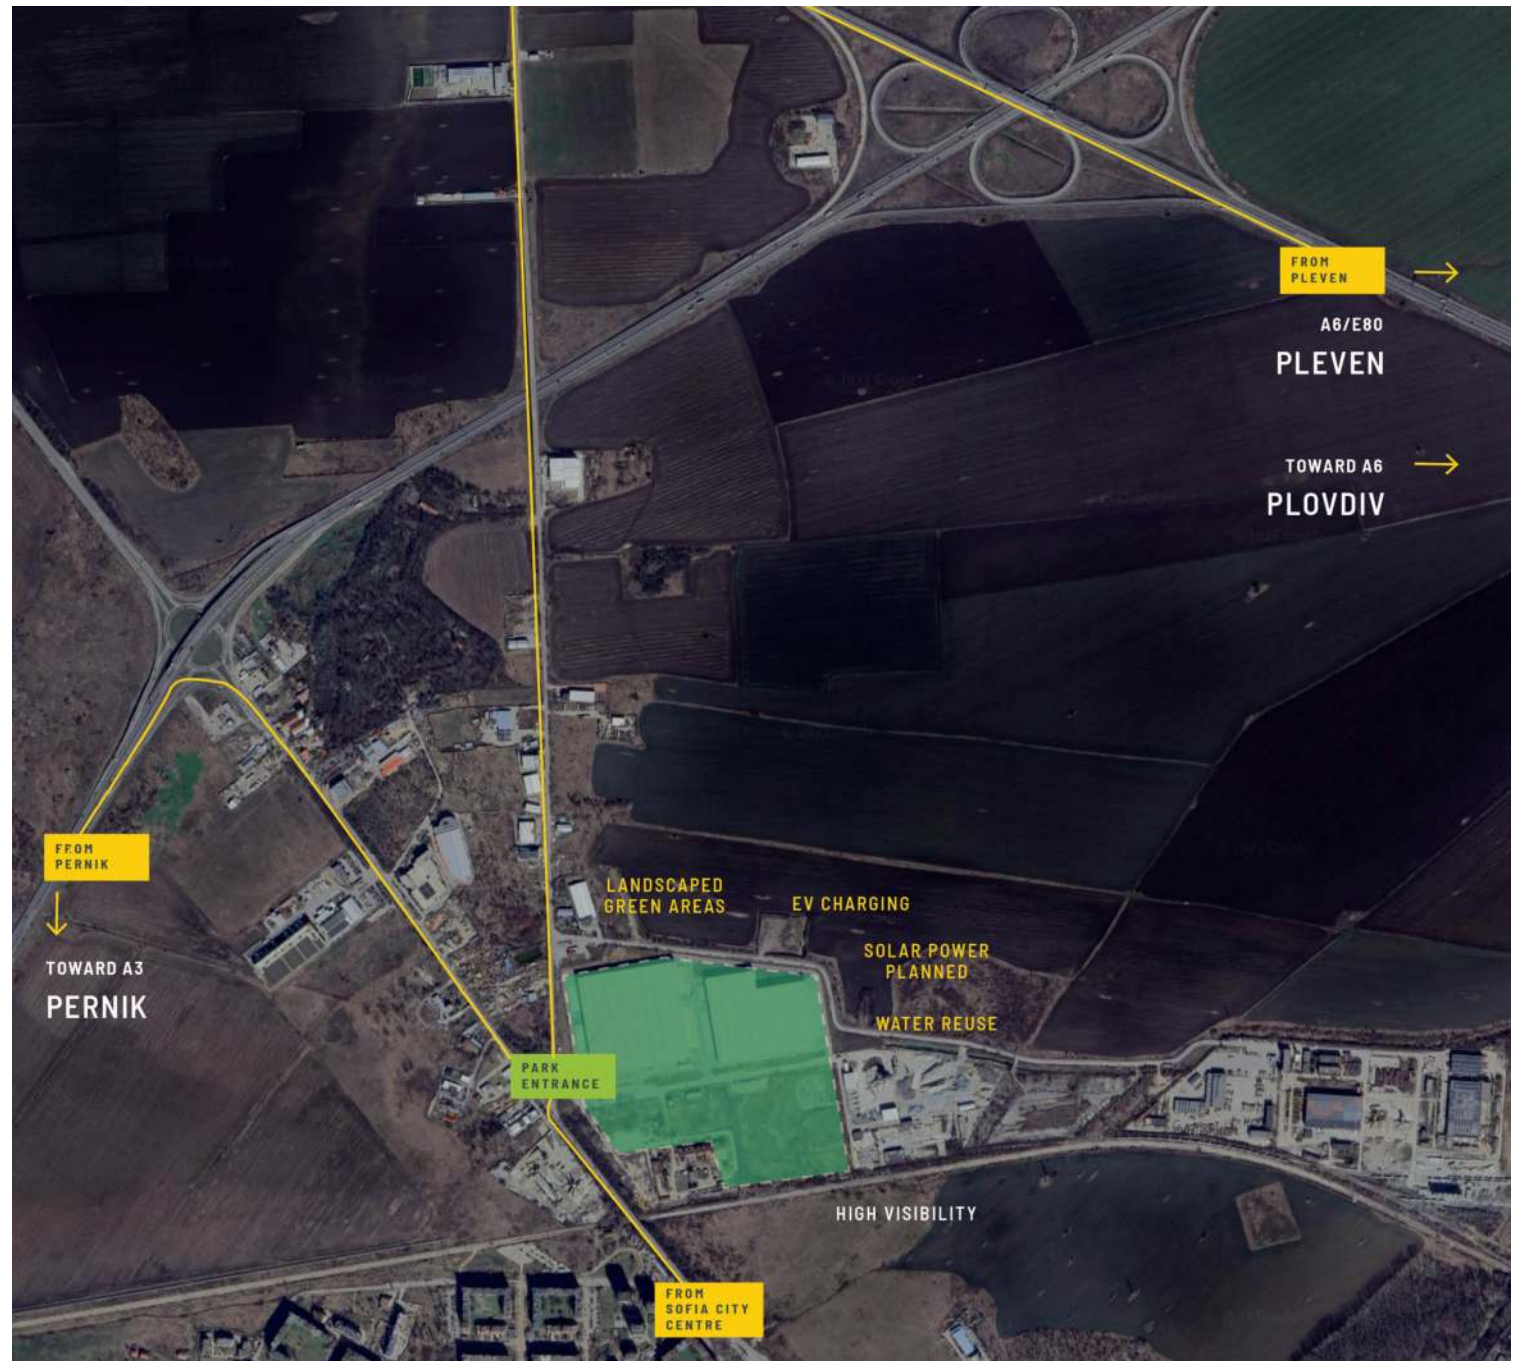 FROM
PLEVEN
A6/E80
PLEVEN
TOWARD A6
PLOVDIV
FROM
PERNIK
TOWARD A3
PERNIK
LANDSCAPED
GREEN AREAS
EV CHARGING
SOLAR POWER
PLANNED
WATER REUSE
PARK
ENTRANCE
HIGH VISIBILITY
FROM
SOFIA CITY
CENTRE